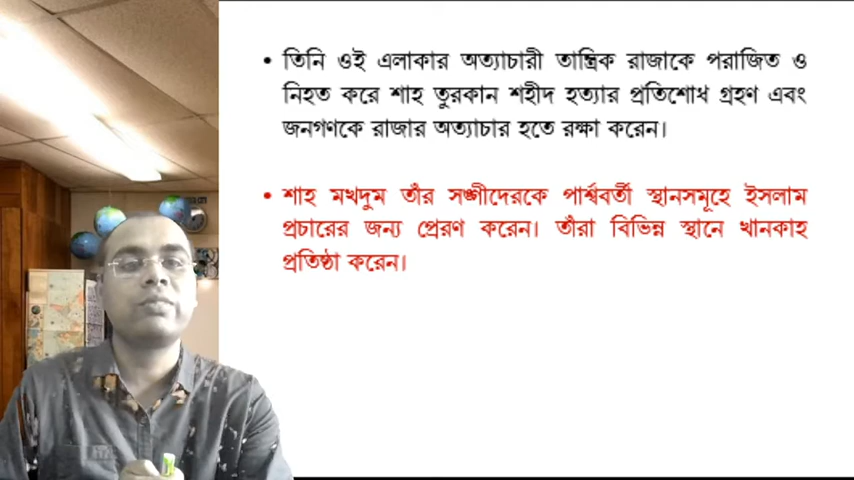 • তিনি ওই এলাকার অত্যাচারী তান্ত্রিক রাজাকে পরাজিত ও
নিহত করে শাহ তুরকান শহীদ হত্যার প্রতিশোধ গ্রহণ এবং
জনগণকে রাজার অত্যাচার হতে রক্ষা করেন।
• শাহ মখদুম তাঁর সঙ্গীদেরকে পার্শ্ববর্তী স্থানসমূহে ইসলাম
প্রচারের জন্য প্রেরণ করেন। তাঁরা বিভিন্ন স্থানে খানকাহ
প্রতিষ্ঠা করেন।